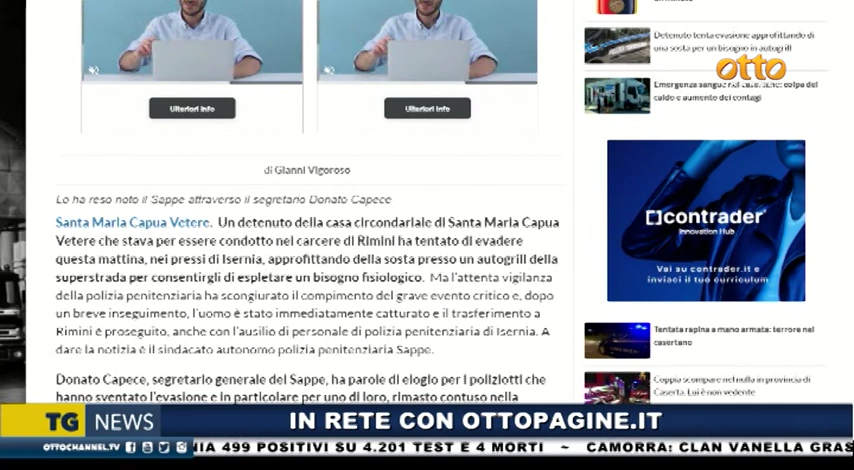 Ulteriori Info
Ulteriori Info
di Gianni Vigoroso
Lo ha reso noto il Sappe attraverso il segretario Donato Capece
Santa Maria Capua Vetere. Un detenuto della casa circondariale di Santa Maria Capua
Vetere che stava per essere condotto nel carcere di Rimini ha tentato di evadere
questa mattina, nei pressi di Isernia, approfittando della sosta presso un autogrill della
superstrada per consentirgli di espletare un bisogno fisiologico. Ma l'attenta vigilanza
della polizia penitenziaria ha scongiurato il compimento del grave evento critico e, dopo
un breve inseguimento, l'uomo è stato immediatamente catturato e il trasferimento a
Rimini è proseguito, anche con l'ausilio di personale di polizia penitenziaria di Isernia. A
dare la notizia è il sindacato autonomo polizia penitenziaria Sappe.
Donato Capece, segretario generale del Sappe, ha parole di elogio per i poliziotti che
hanno sventato l'evasione e in particolare per uno di loro, rimasto contuso nella
Detenuto tenta evasione approfittando di
una sosta per un bisogno in autogrill
otto
Emergenza sangue colpa del
caldo e aumento dei contagi
[]contrader
Innovation Hub
Vai su contrader.it e
inviaci il tuo curriculum
Tentata rapina a mano armata: terrore nel
casertano
Coppia scompare nel nulla in provincia di
Caserta. Lui è non vedente
TG NEWS
IN RETE CON OTTOPAGINE.IT
OTTOCHANNEL.TV
NIA 499 POSITIVI SU 4.201 TEST E 4 MORTI ~ CAMORRA: CLAN VANELLA GRAS